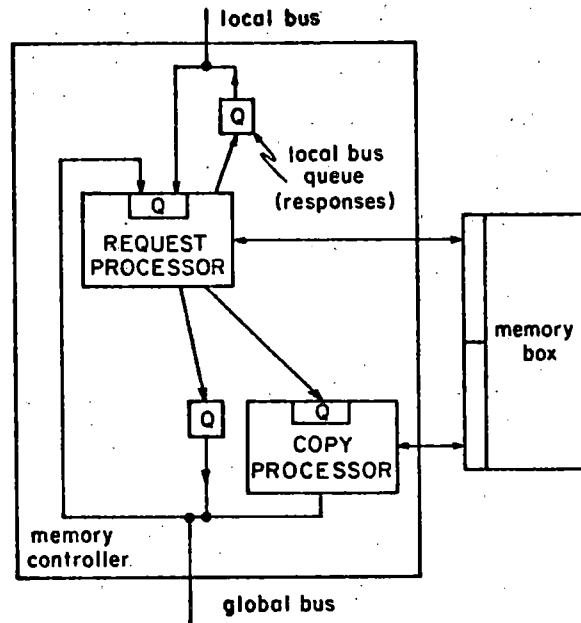 local bus
Q
local bus
queue
(responses)
Q
REQUEST
PROCESSOR
memory
box
Q
Q
COPY
PROCESSOR
memory
controller
global bus